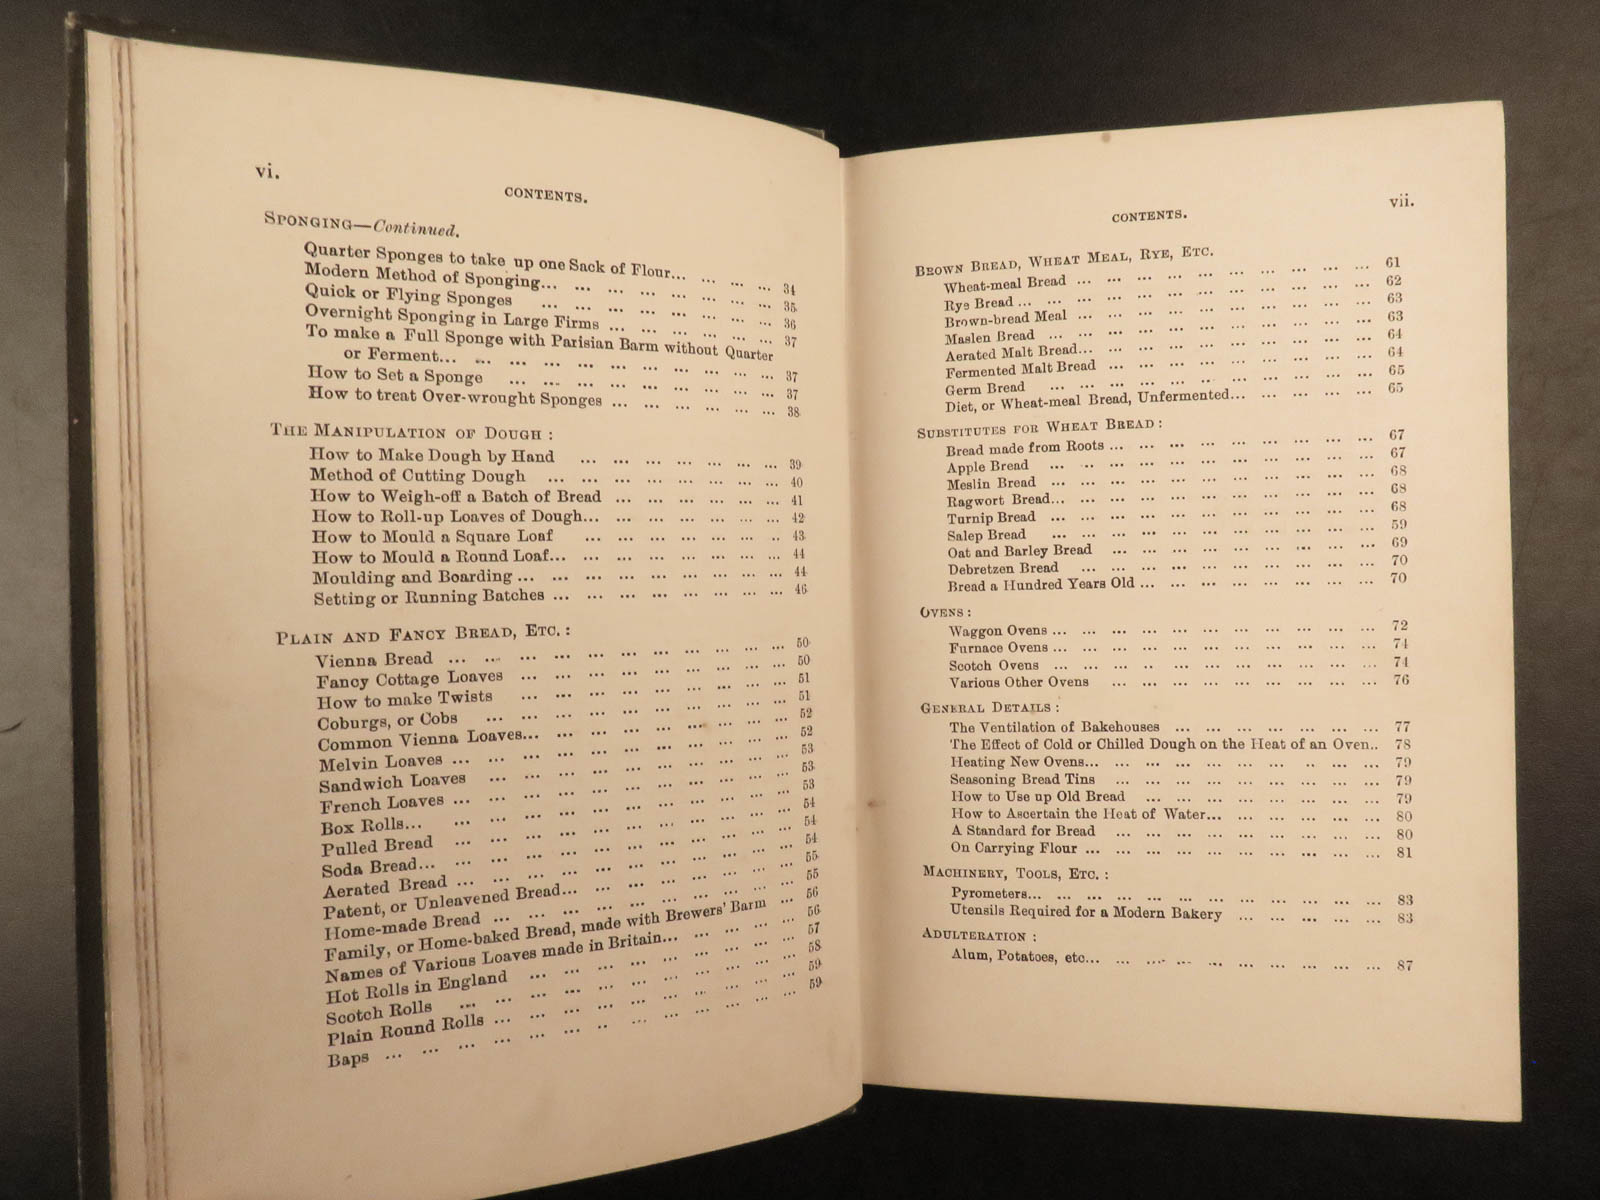 vi.
CONTENTS.
SPONGING—Continued.
Quarter Sponges to take up one Sack of Flour... ... ... ... 34
Modern Method of Sponging... ... ... ... ... ... ... ... 35
Quick or Flying Sponges ... ... ... ... ... ... ... ... 36
Overnight Sponging in Large Firms ... ... ... ... ... ... 37
To make a Full Sponge with Parisian Barm without Quarter
or Ferment... ... ... ... ... ... ... ... ... ... 37
How to Set a Sponge ... ... ... ... ... ... ... ... 37
How to treat Over-wrought Sponges ... ... ... ... ... ... 38
THE MANIPULATION OF DOUGH :
How to Make Dough by Hand ... ... ... ... ... ... ... 39
Method of Cutting Dough ... ... ... ... ... ... ... ... 40
How to Weigh-off a Batch of Bread ... ... ... ... ... ... 41
How to Roll-up Loaves of Dough... ... ... ... ... ... ... 42
How to Mould a Square Loaf ... ... ... ... ... ... .. 43
How to Mould a Round Loaf... ... ... ... ... ... ... ... 44
Moulding and Boarding ... ... ... ... ... ... ... ... ... 44
Setting or Running Batches ... ... ... ... ... ... ... ... 46
PLAIN AND FANCY BREAD, ETC. :
Vienna Bread ... ... ... ... ... ... ... ... ... ... ... 50
Fancy Cottage Loaves ... ... ... ... ... ... ... ... ... 50
How to make Twists ... ... ... ... ... ... ... ... ... 51
Coburgs, or Cobs ... ... ... ... ... ... ... ... ... ... 51
Common Vienna Loaves... ... ... ... ... ... ... ... ... 52
Melvin Loaves ... ... ... ... ... ... ... ... ... ... ... 52
Sandwich Loaves ... ... ... ... ... ... ... ... ... ... 53
French Loaves ... ... ... ... ... ... ... ... ... ... ... 53
Box Rolls... ... ... ... ... ... ... ... ... ... ... ... 53
Pulled Bread ... ... ... ... ... ... ... ... ... ... ... 54
Soda Bread... ... ... ... ... ... ... ... ... ... ... ... 54
Aerated Bread ... ... ... ... ... ... ... ... ... ... ... 54
Patent, or Unleavened Bread... ... ... ... ... ... ... ... 55
Home-made Bread ... ... ... ... ... ... ... ... ... ... 55
Family, or Home-baked Bread, made with Brewers' Barm ... 56
Names of Various Loaves made in Britain... ... ... ... ... 56
Hot Rolls in England ... ... ... ... ... ... ... ... ... 57
Scotch Rolls ... ... ... ... ... ... ... ... ... ... ... 58
Plain Round Rolls ... ... ... ... ... ... ... ... ... ... 59
Baps ... ... ... ... ... ... .. ... ... ... ... ... ... 59
CONTENTS.
vii.
BROWN BREAD, WHEAT MEAL, RYE, ETC.
Wheat-meal Bread ... ... ... ... ... ... ... ... ... ... 61
Rye Bread ... ... ... ... ... ... ... ... ... ... ... ... 62
Brown-bread Meal ... ... ... ... ... ... ... ... ... ... 63
Maslen Bread ... ... ... ... ... ... ... ... ... ... ... 63
Aerated Malt Bread... ... ... ... ... ... ... ... ... ... 64
Fermented Malt Bread ... ... ... ... ... ... ... ... ... 64
Germ Bread ... ... ... ... ... .. ... ... ... ... ... 65
Diet, or Wheat-meal Bread, Unfermented... ... ... ... ... 65
SUBSTITUTES FOR WHEAT BREAD :
Bread made from Roots ... ... ... ... ... ... ... ... ... 67
Apple Bread ... .. ... ... ... ... ... ... ... ... ... 67
Meslin Bread ... ... ... ... ... ... ... ... ... ... ... 68
Ragwort Bread... ... ... ... ... ... ... ... ... ... ... 68
Turnip Bread ... ... ... ... ... ... ... ... ... ... ... 68
Salep Bread ... ... ... ... ... ... ... ... ... ... ... 59
Oat and Barley Bread ... ... ... ... ... ... ... ... ... 69
Debretzen Bread ... ... ... ... ... ... ... ... ... ... 70
Bread a Hundred Years Old ... ... ... ... ... ... ... ... 70
OVENS :
Waggon Ovens ... ... ... ... ... ... ... ... ... ... ... 72
Furnace Ovens ... ... ... ... ... ... ... ... ... ... ... 74
Scotch Ovens ... ... ... .. ... ... ... ... ... ... ... 74
Various Other Ovens ... ... ... ... ... ... ... ... ... 76
GENERAL DETAILS :
The Ventilation of Bakehouses ... ... ... ... ... ... ... 77
The Effect of Cold or Chilled Dough on the Heat of an Oven.. 78
Heating New Ovens... ... ... ... ... ... ... .. ... ... 79
Seasoning Bread Tins ... ... ... ... ... ... ... ... ... 79
How to Use up Old Bread ... ... ... ... ... ... ... ... 79
How to Ascertain the Heat of Water... ... ... ... ... ... 80
A Standard for Bread ... ... ... ... ... ... ... ... ... 80
On Carrying Flour ... ... ... ... ... ... ... ... ... ... 81
MACHINERY, TOOLS, ETC. :
Pyrometers... ... ... ... ... ... ... ... ... ... ... ... 83
Utensils Required for a Modern Bakery ... ... ... ... ... 83
ADULTERATION :
Alum, Potatoes, etc... ... ... ... ... ... ... ... ... ... 87